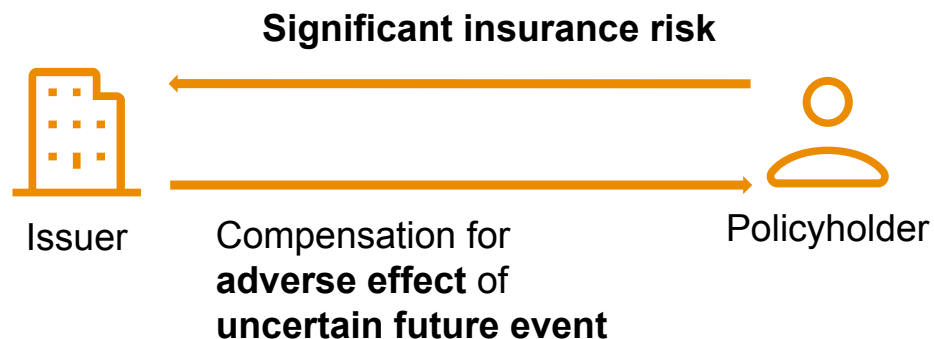 Significant insurance risk
Issuer
Policyholder
Compensation for
adverse effect of
uncertain future event